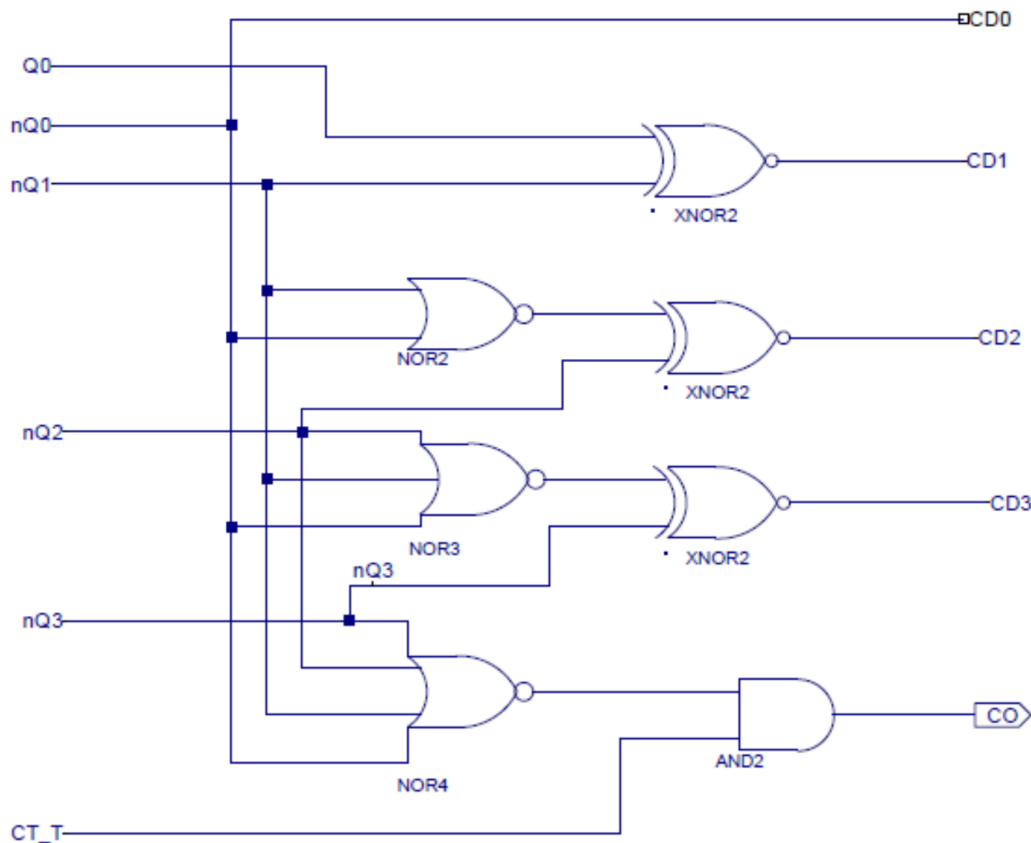 CD0
Q0
nQ0
nQ1
CD1
XNOR2
NOR2
CD2
XNOR2
nQ2
CD3
NOR3
XNOR2
nQ3
nQ3
CO
AND2
NOR4
CT_T